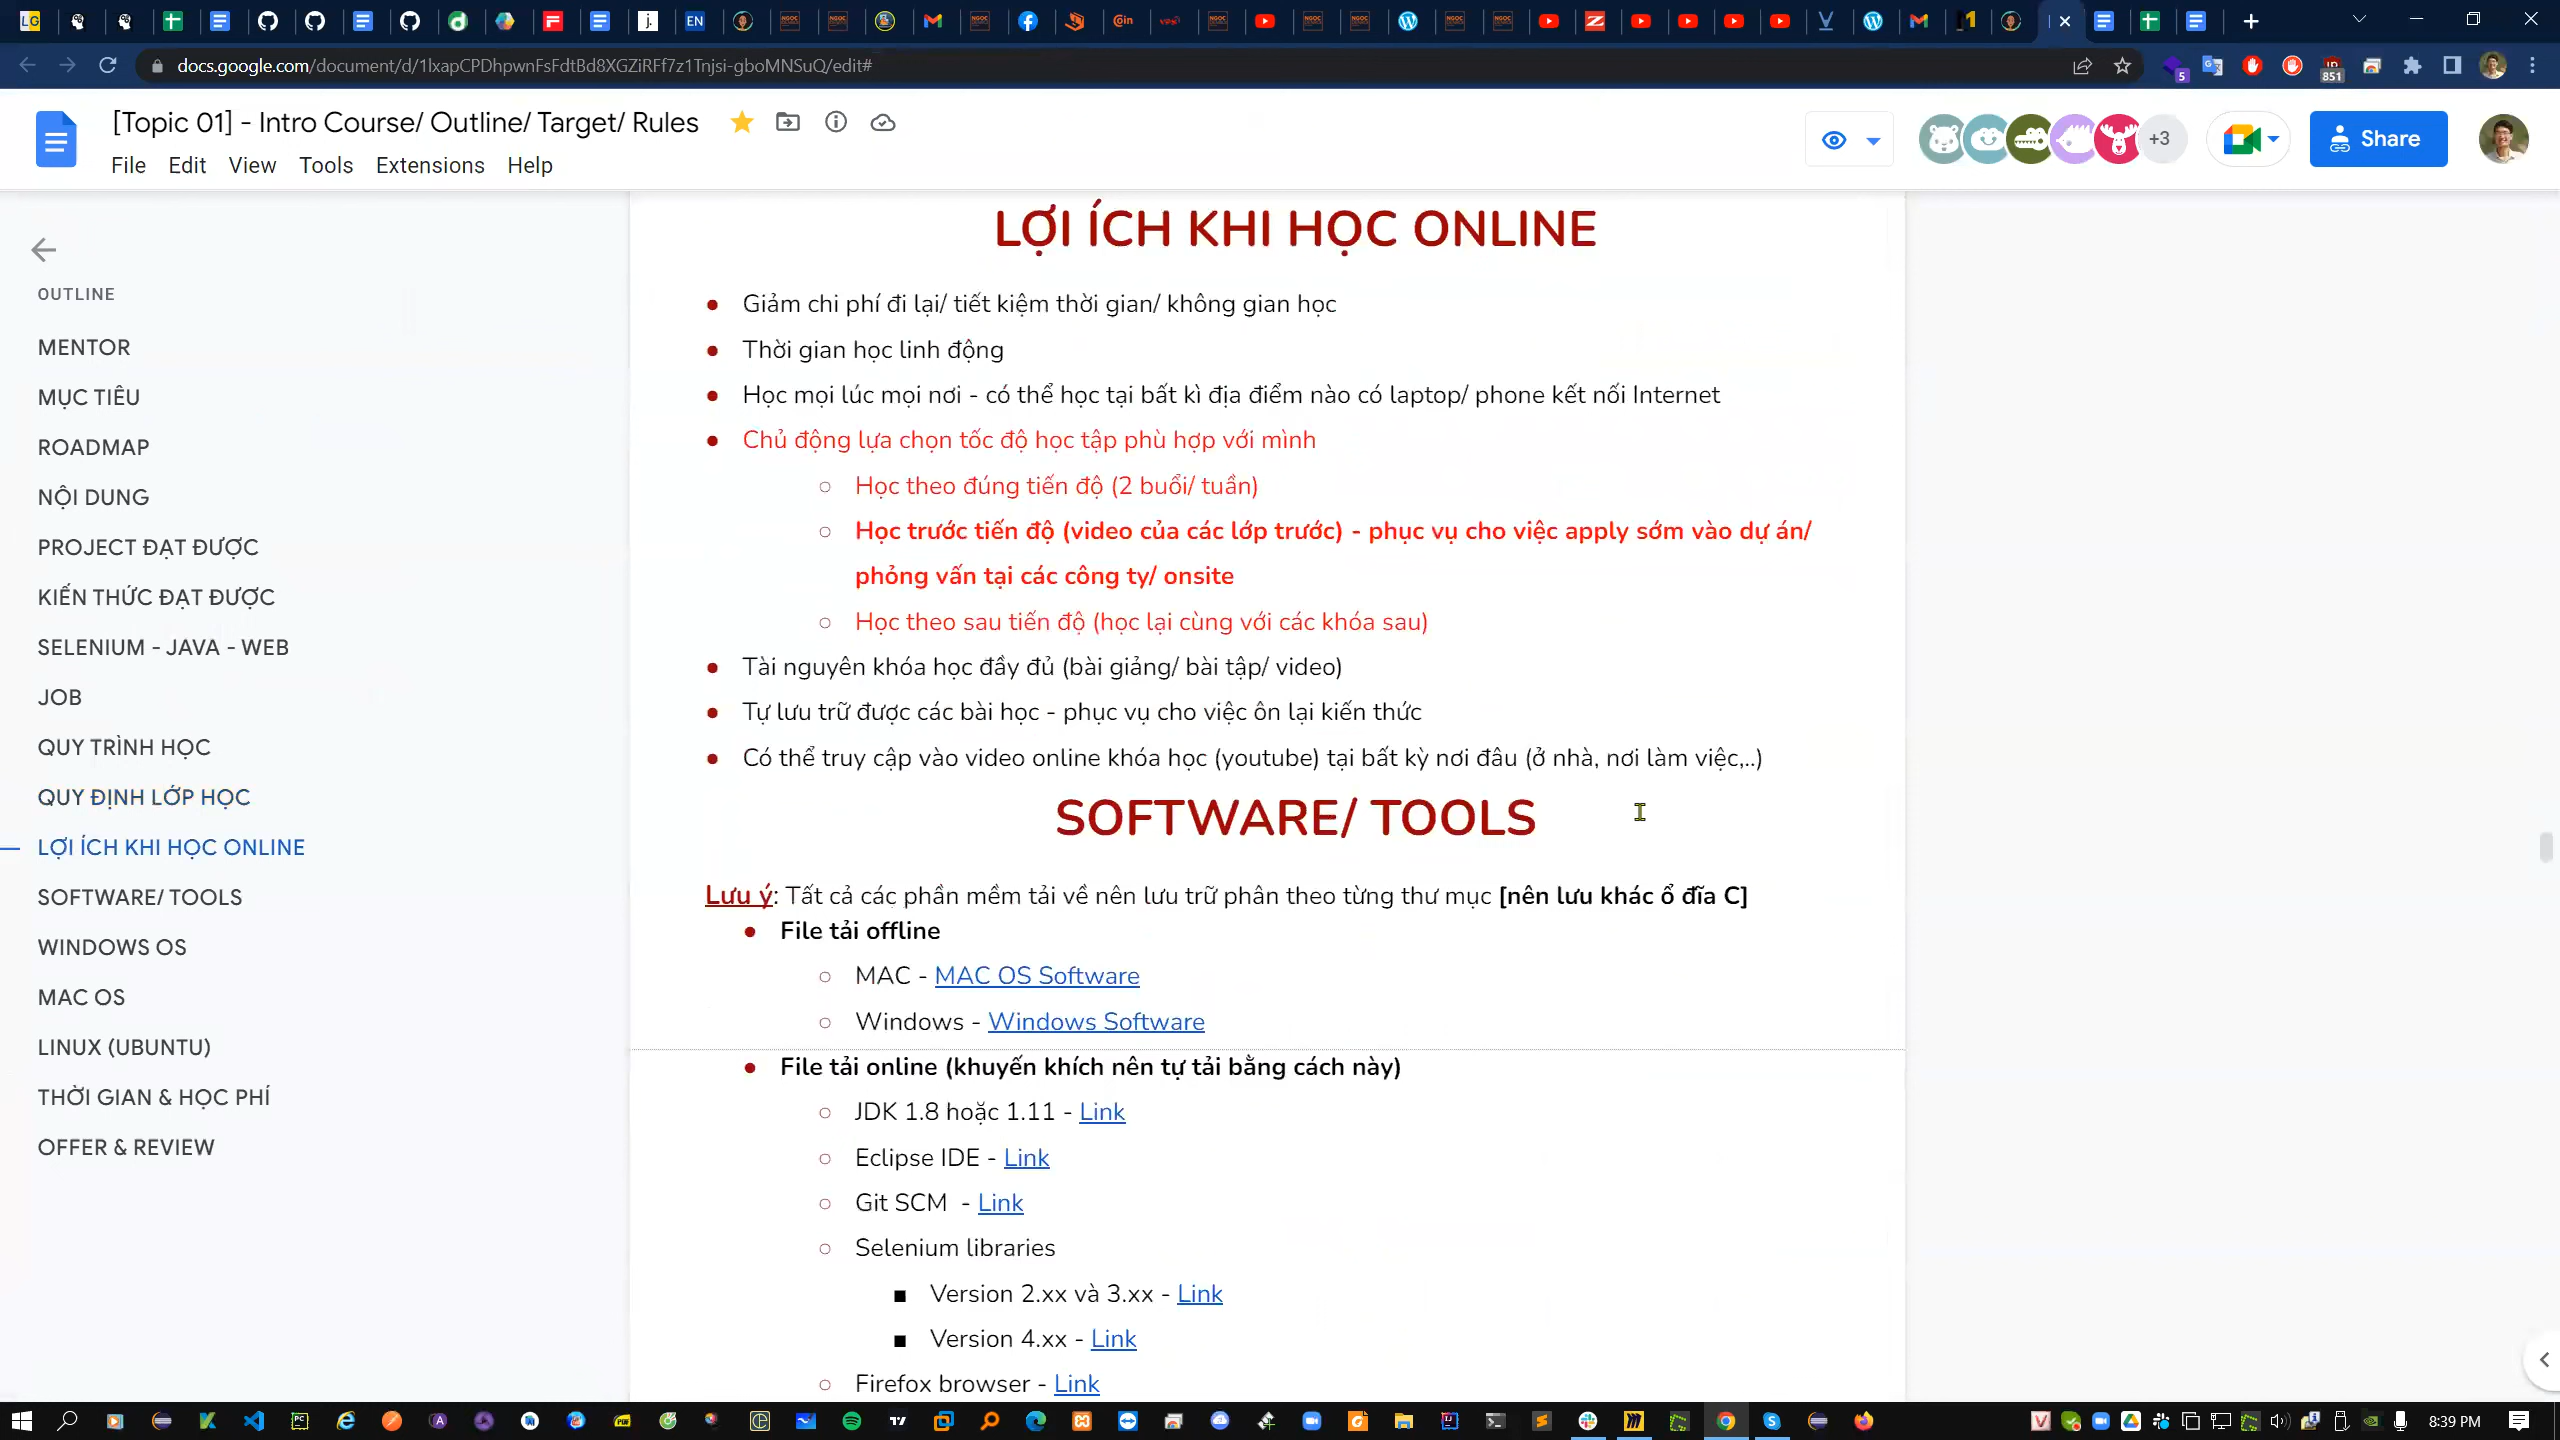 docs.google.com/document/d/1lxapCPDhpwnFsFdtBd8XGZiRFf7z1Tnjsi-gboMNSuQ/edit#
5
851
[Topic 01] - Intro Course/ Outline/ Target/ Rules
+3
Share
File Edit View Tools Extensions Help
OUTLINE
MENTOR
MỤC TIÊU
ROADMAP
NỘI DUNG
PROJECT ĐẠT ĐƯỢC
KIẾN THỨC ĐẠT ĐƯỢC
SELENIUM - JAVA - WEB
JOB
QUY TRÌNH HỌC
QUY ĐỊNH LỚP HỌC
LỢI ÍCH KHI HỌC ONLINE
SOFTWARE/ TOOLS
WINDOWS OS
MAC OS
LINUX (UBUNTU)
THỜI GIAN & HỌC PHÍ
OFFER & REVIEW
LỢI ÍCH KHI HỌC ONLINE
Giảm chi phí đi lại/ tiết kiệm thời gian/ không gian học
Thời gian học linh động
Học mọi lúc mọi nơi - có thể học tại bất kì địa điểm nào có laptop/ phone kết nối Internet
Chủ động lựa chọn tốc độ học tập phù hợp với mình
Học theo đúng tiến độ (2 buổi/ tuần)
Học trước tiến độ (video của các lớp trước) - phục vụ cho việc apply sớm vào dự án/
phỏng vấn tại các công ty/ onsite
Học theo sau tiến độ (học lại cùng với các khóa sau)
Tài nguyên khóa học đầy đủ (bài giảng/ bài tập/ video)
Tự lưu trữ được các bài học - phục vụ cho việc ôn lại kiến thức
Có thể truy cập vào video online khóa học (youtube) tại bất kỳ nơi đâu (ở nhà, nơi làm việc,..)
SOFTWARE/ TOOLS
Lưu ý: Tất cả các phần mềm tải về nên lưu trữ phân theo từng thư mục [nên lưu khác ổ đĩa C]
File tải offline
MAC - MAC OS Software
Windows - Windows Software
File tải online (khuyến khích nên tự tải bằng cách này)
JDK 1.8 hoặc 1.11 - Link
Eclipse IDE - Link
Git SCM - Link
Selenium libraries
Version 2.xx và 3.xx - Link
Version 4.xx - Link
Firefox browser - Link
8:39 PM